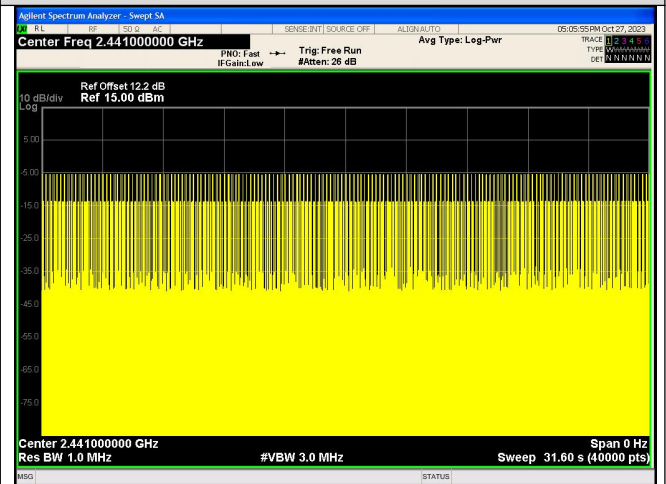 Agilent Spectrum Analyzer - Swept SA
RL RF 50 Ω AC SENSE:INT SOURCE OFF ALIGN AUTO 05:05:55 PM Oct 27, 2023
Center Freq 2.441000000 GHz Avg Type: Log-Pwr TRACE 1 2 3 4 5 6
PNO: Fast Trig: Free Run TYPE
IFGain:Low #Atten: 26 dB DET N N N N N N
Ref Offset 12.2 dB
10 dB/div Ref 15.00 dBm
Log
5.00
-5.00
-15.0
-25.0
-35.0
-45.0
-55.0
-65.0
-75.0
Center 2.441000000 GHz Span 0 Hz
Res BW 1.0 MHz #VBW 3.0 MHz Sweep 31.60 s (40000 pts)
MSG STATUS